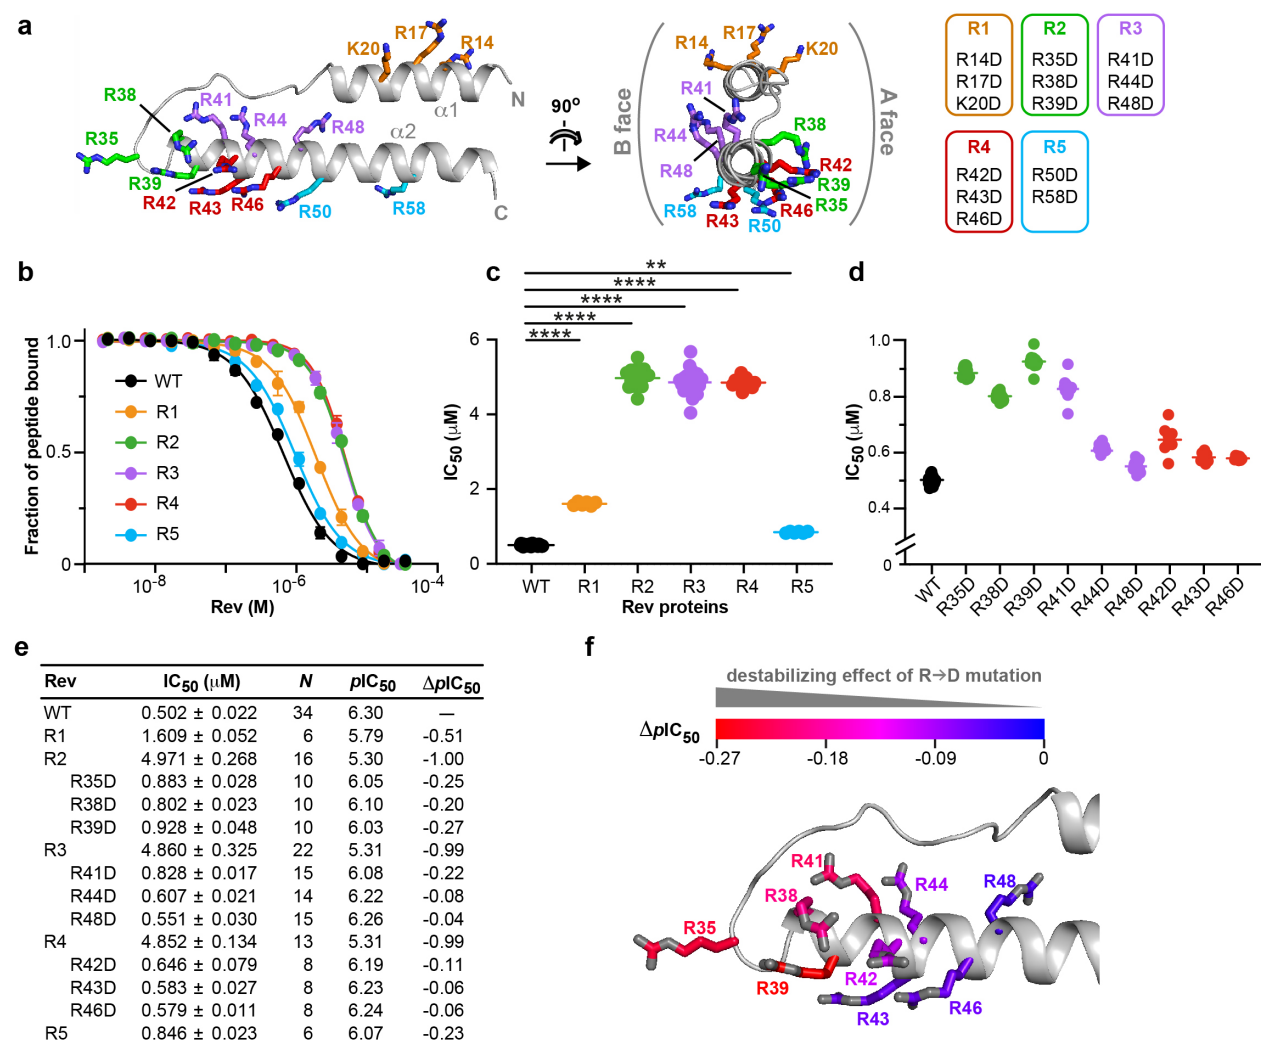 a
R38
R35
R39
R42
R41
R44
R43
R46
R48
R50
R58
K20
R17
R14
α1
α2
N
C
90°
B face
A face
R14
R17
K20
R41
R44
R48
R38
R42
R39
R35
R46
R50
R43
R58
R1
R14D
R17D
K20D
R2
R35D
R38D
R39D
R3
R41D
R44D
R48D
R4
R42D
R43D
R46D
R5
R50D
R58D
b
Fraction of peptide bound
1.0
0.5
0
WT
R1
R2
R3
R4
R5
10-8
10-6
10-4
Rev (M)
c
**
****
****
****
****
IC50 (μM)
6
4
2
0
WT R1 R2 R3 R4 R5
Rev proteins
d
IC50 (μM)
1.0
0.8
0.6
0.4
0
WT R35D R38D R39D R41D R44D R48D R42D R43D R46D
e
Rev IC50 (μM) N pIC50 ΔpIC50
WT 0.502 ± 0.022 34 6.30 —
R1 1.609 ± 0.052 6 5.79 -0.51
R2 4.971 ± 0.268 16 5.30 -1.00
R35D 0.883 ± 0.028 10 6.05 -0.25
R38D 0.802 ± 0.023 10 6.10 -0.20
R39D 0.928 ± 0.048 10 6.03 -0.27
R3 4.860 ± 0.325 22 5.31 -0.99
R41D 0.828 ± 0.017 15 6.08 -0.22
R44D 0.607 ± 0.021 14 6.22 -0.08
R48D 0.551 ± 0.030 15 6.26 -0.04
R4 4.852 ± 0.134 13 5.31 -0.99
R42D 0.646 ± 0.079 8 6.19 -0.11
R43D 0.583 ± 0.027 8 6.23 -0.06
R46D 0.579 ± 0.011 8 6.24 -0.06
R5 0.846 ± 0.023 6 6.07 -0.23
f
destabilizing effect of R→D mutation
ΔpIC50
-0.27 -0.18 -0.09 0
R41
R44
R48
R38
R35
R39
R42
R43
R46